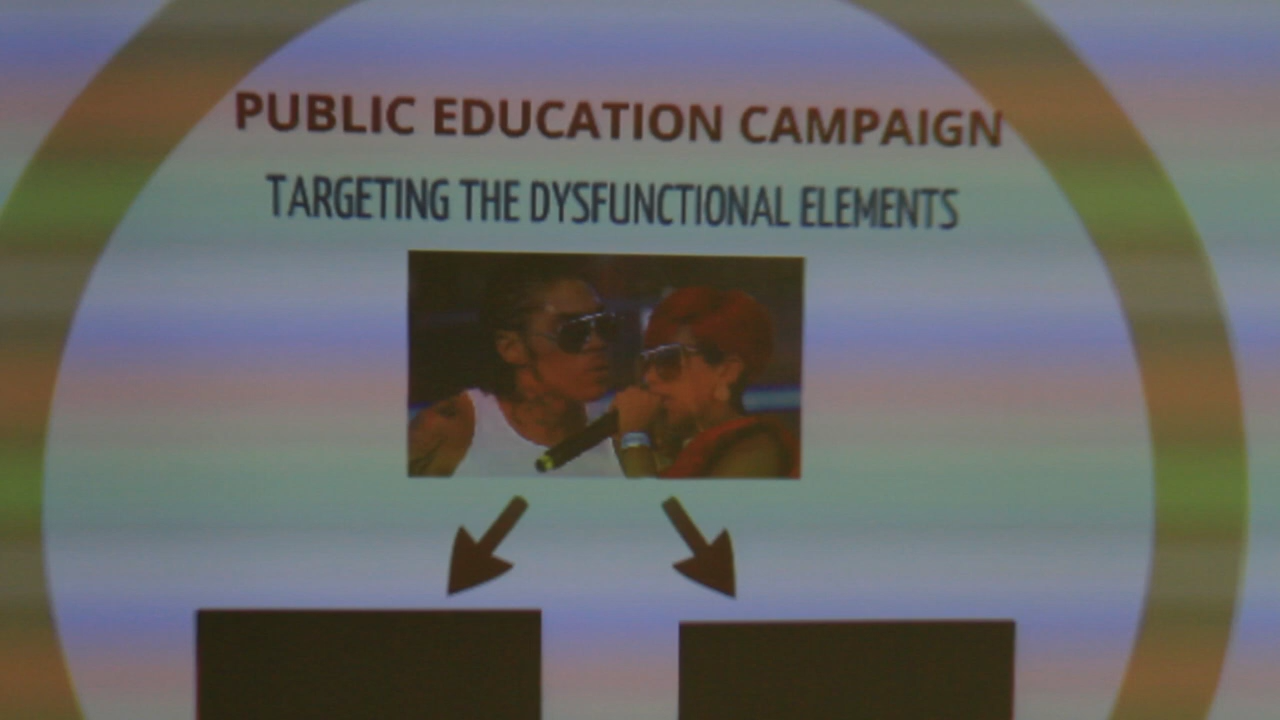 PUBLIC EDUCATION CAMPAIGN
TARGETING THE DYSFUNCTIONAL ELEMENTS